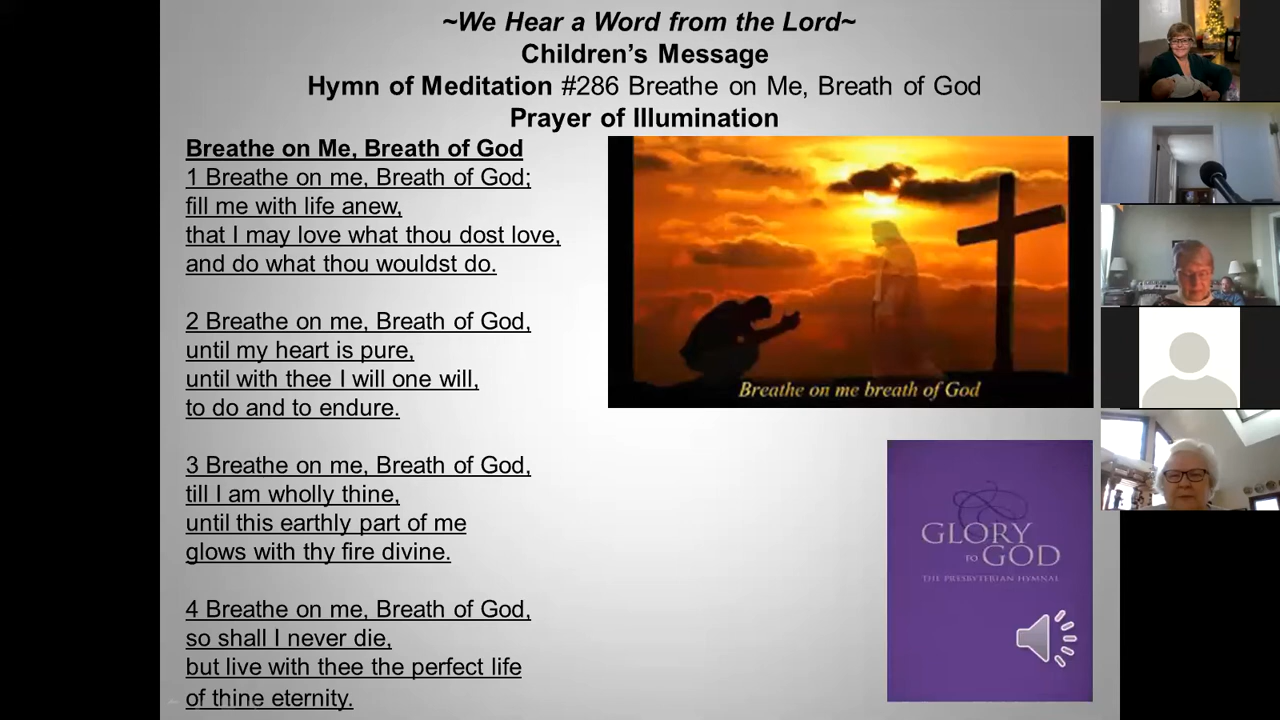 ~We Hear a Word from the Lord~
Children's Message
Hymn of Meditation #286 Breathe on Me, Breath of God
Prayer of Illumination
Breathe on Me, Breath of God
1 Breathe on me, Breath of God;
fill me with life anew,
that I may love what thou dost love,
and do what thou wouldst do.
2 Breathe on me, Breath of God,
until my heart is pure,
until with thee I will one will,
to do and to endure.
3 Breathe on me, Breath of God,
till I am wholly thine,
until this earthly part of me
glows with thy fire divine.
4 Breathe on me, Breath of God,
so shall I never die,
but live with thee the perfect life
of thine eternity.
Breathe on me breath of God
GLORY
TO GOD
THE PRESBYTERIAN HYMNAL